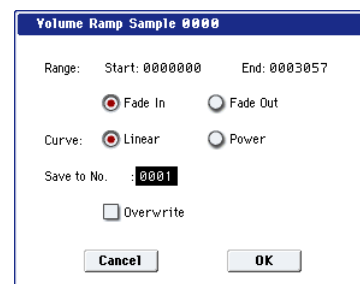 Volume Ramp Sample 0000
Range: Start: 0000000 End: 0003057
Fade In Fade Out
Curve: Linear Power
Save to No. :0001
Overwrite
Cancel OK